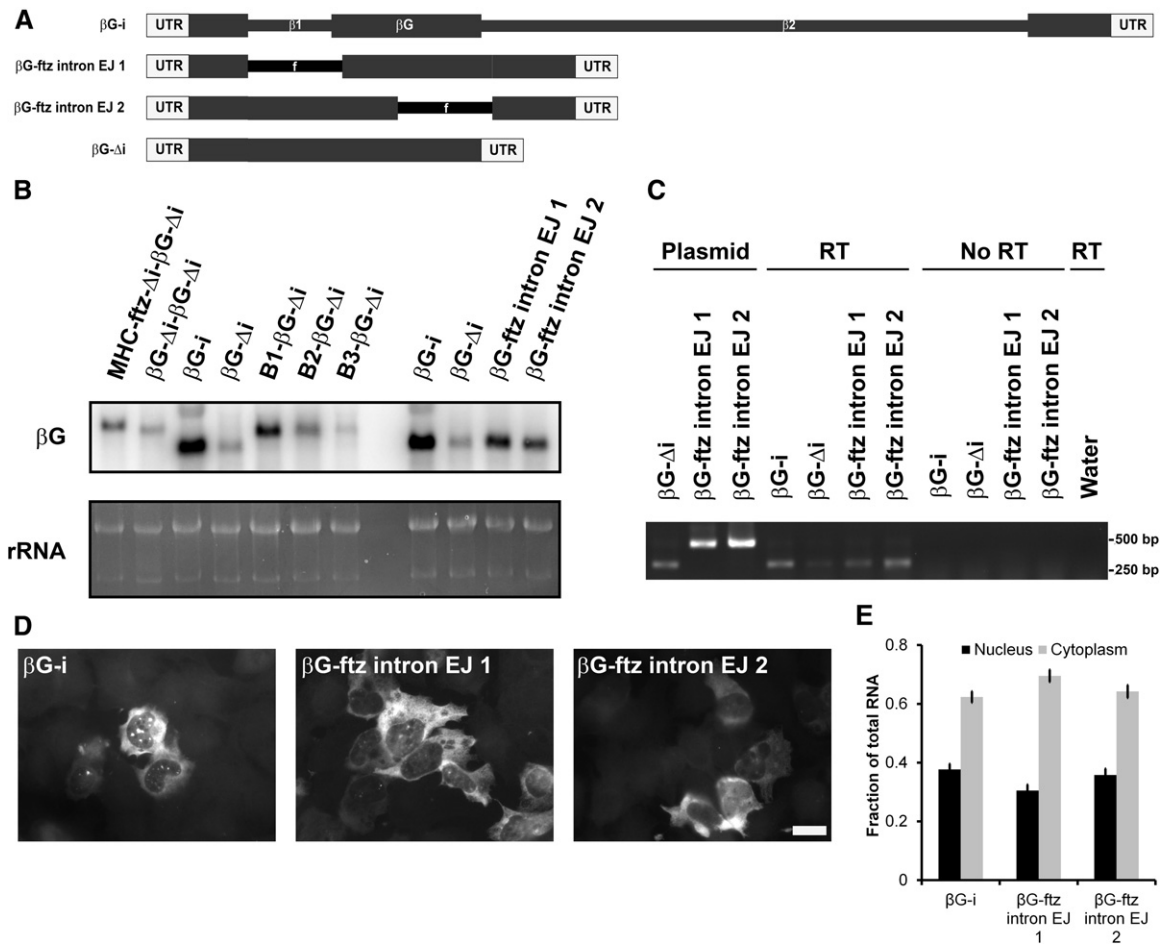 A
βG-i UTR β1 βG β2 UTR
βG-ftz intron EJ 1 UTR f UTR
βG-ftz intron EJ 2 UTR f UTR
βG-Δi UTR UTR
B
MHC-ftz-Δi-βG-Δi
βG-Δi-βG-Δi
βG-i
βG-Δi
B1-βG-Δi
B2-βG-Δi
B3-βG-Δi
βG-i
βG-Δi
βG-ftz intron EJ 1
βG-ftz intron EJ 2
βG
rRNA
C
Plasmid RT No RT RT
βG-Δi
βG-ftz intron EJ 1
βG-ftz intron EJ 2
βG-i
βG-Δi
βG-ftz intron EJ 1
βG-ftz intron EJ 2
βG-i
βG-Δi
βG-ftz intron EJ 1
βG-ftz intron EJ 2
Water
-500 bp
-250 bp
D
βG-i
βG-ftz intron EJ 1
βG-ftz intron EJ 2
E
Nucleus Cytoplasm
Fraction of total RNA
0.8
0.6
0.4
0.2
0
βG-i
βG-ftz
intron EJ
1
βG-ftz
intron EJ
2